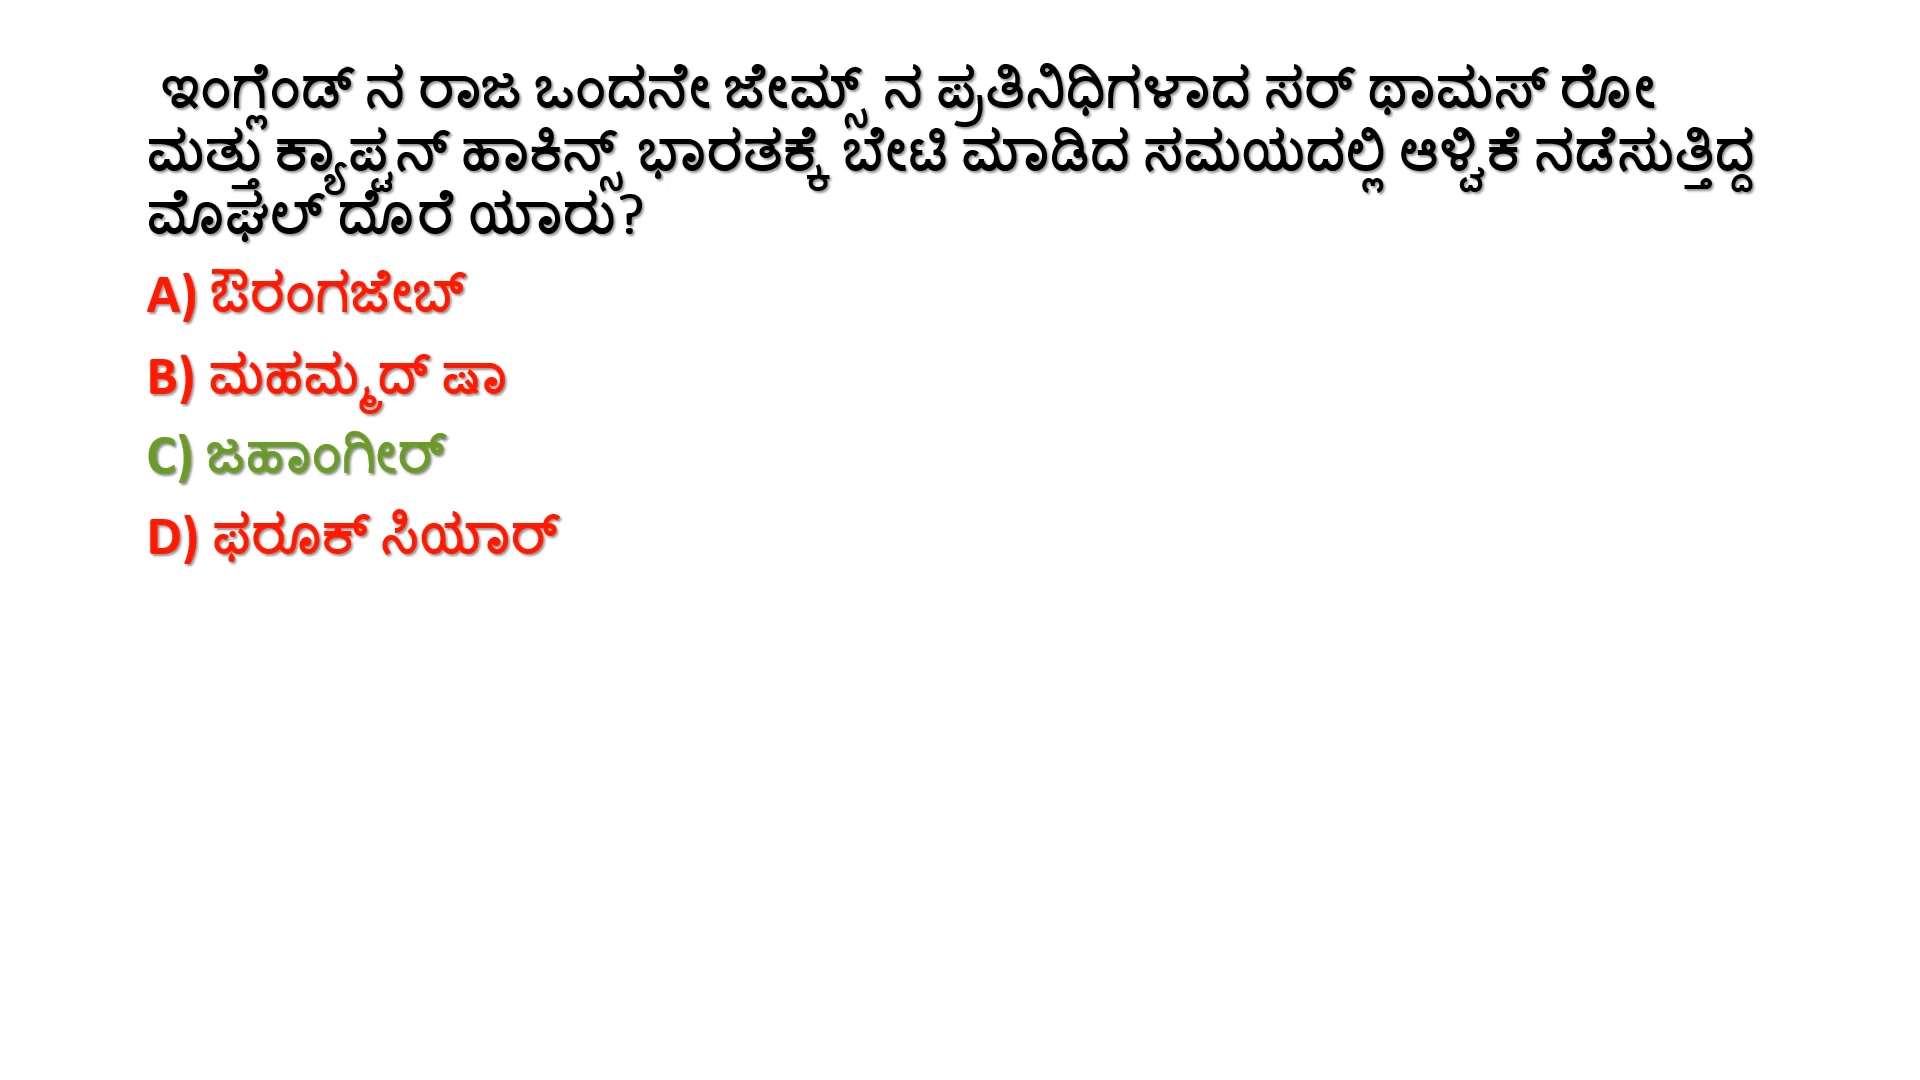 ಇಂಗ್ಲೆಂಡ್ ನ ರಾಜ ಒಂದನೇ ಜೇಮ್ಸ್ ನ ಪ್ರತಿನಿಧಿಗಳಾದ ಸರ್ ಥಾಮಸ್ ರೋ
ಮತ್ತು ಕ್ಯಾಪ್ಟನ್ ಹಾಕಿನ್ಸ್ ಭಾರತಕ್ಕೆ ಬೇಟಿ ಮಾಡಿದ ಸಮಯದಲ್ಲಿ ಆಳ್ವಿಕೆ ನಡೆಸುತ್ತಿದ್ದ
ಮೊಘಲ್ ದೊರೆ ಯಾರು?
A) ಔರಂಗಜೇಬ್
B) ಮಹಮ್ಮದ್ ಷಾ
C) ಜಹಾಂಗೀರ್
D) ಫರೂಕ್ ಸಿಯಾರ್